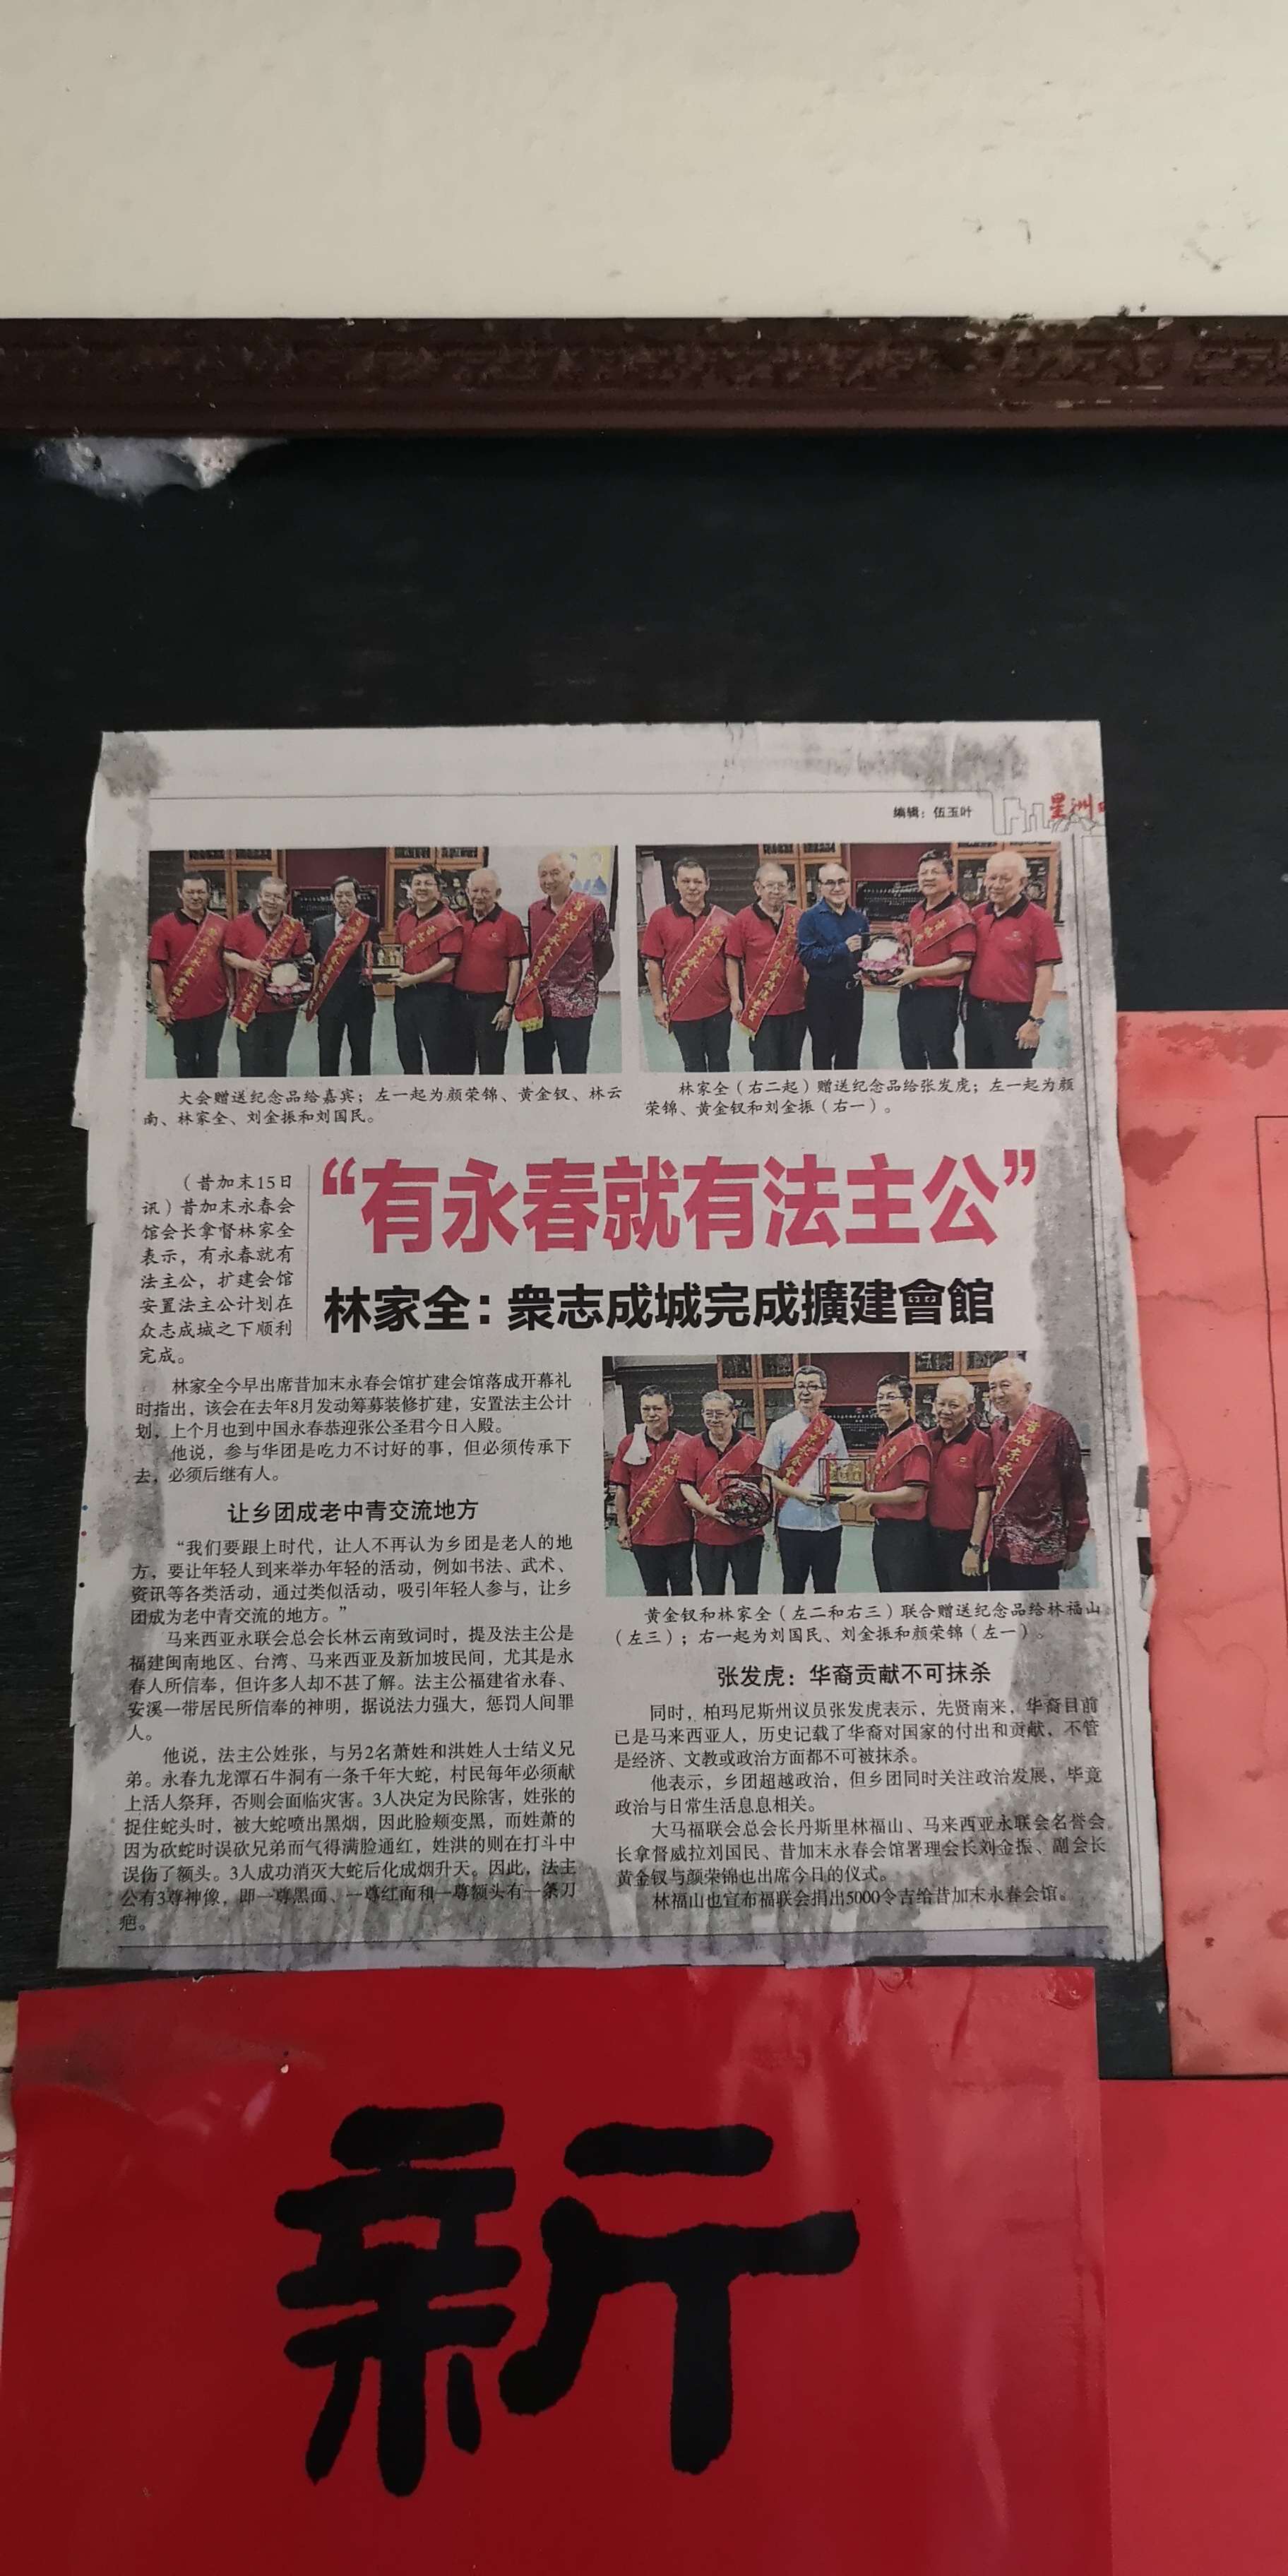 编辑：伍玉叶
星洲
大会赠送纪念品给嘉宾；左一起为颜荣锦、黄金钗、林云
南、林家全、刘金振和刘国民。
林家全（右二起）赠送纪念品给张发虎；左一起为颜
荣锦、黄金钗和刘金振（右一）。
“有永春就有法主公”
林家全：衆志成城完成擴建會館
（昔加末15日
讯）昔加末永春会
馆会长拿督林家全
表示，有永春就有
法主公，扩建会馆
安置法主公计划在
众志成城之下顺利
完成。
林家全今早出席昔加末永春会馆扩建会馆落成开幕礼
时指出，该会在去年8月发动筹募装修扩建，安置法主公计
划，上个月也到中国永春恭迎张公圣君今日入殿。
他说，参与华团是吃力不讨好的事，但必须传承下
去，必须后继有人。
让乡团成老中青交流地方
“我们要跟上时代，让人不再认为乡团是老人的地
方，要让年轻人到来举办年轻的活动，例如书法、武术、
资讯等各类活动，通过类似活动，吸引年轻人参与，让乡
团成为老中青交流的地方。”
马来西亚永联会总会长林云南致词时，提及法主公是
福建闽南地区、台湾、马来西亚及新加坡民间，尤其是永
春人所信奉，但许多人却不甚了解。法主公福建省永春、
安溪一带居民所信奉的神明，据说法力强大，惩罚人间罪
人。
他说，法主公姓张，与另2名萧姓和洪姓人士结义兄
弟。永春九龙潭石牛洞有一条千年大蛇，村民每年必须献
上活人祭拜，否则会面临灾害。3人决定为民除害，姓张的
捉住蛇头时，被大蛇喷出黑烟，因此脸颊变黑，而姓萧的
因为砍蛇时误砍兄弟而气得满脸通红，姓洪的则在打斗中
误伤了额头。3人成功消灭大蛇后化成烟升天。因此，法主
公有3尊神像，即一尊黑面、一尊红面和一尊额头有一条刀
疤。
黄金钗和林家全（左二和右三）联合赠送纪念品给林福山
（左三）；右一起为刘国民、刘金振和颜荣锦（左一）。
张发虎：华裔贡献不可抹杀
同时，柏玛尼斯州议员张发虎表示，先贤南来，华裔目前
已是马来西亚人，历史记载了华裔对国家的付出和贡献，不管
是经济、文教或政治方面都不可被抹杀。
他表示，乡团超越政治，但乡团同时关注政治发展，毕竟
政治与日常生活息息相关。
大马福联会总会长丹斯里林福山、马来西亚永联会名誉会
长拿督威拉刘国民、昔加末永春会馆署理会长刘金振、副会长
黄金钗与颜荣锦也出席今日的仪式。
林福山也宣布福联会捐出5000令吉给昔加末永春会馆。
新